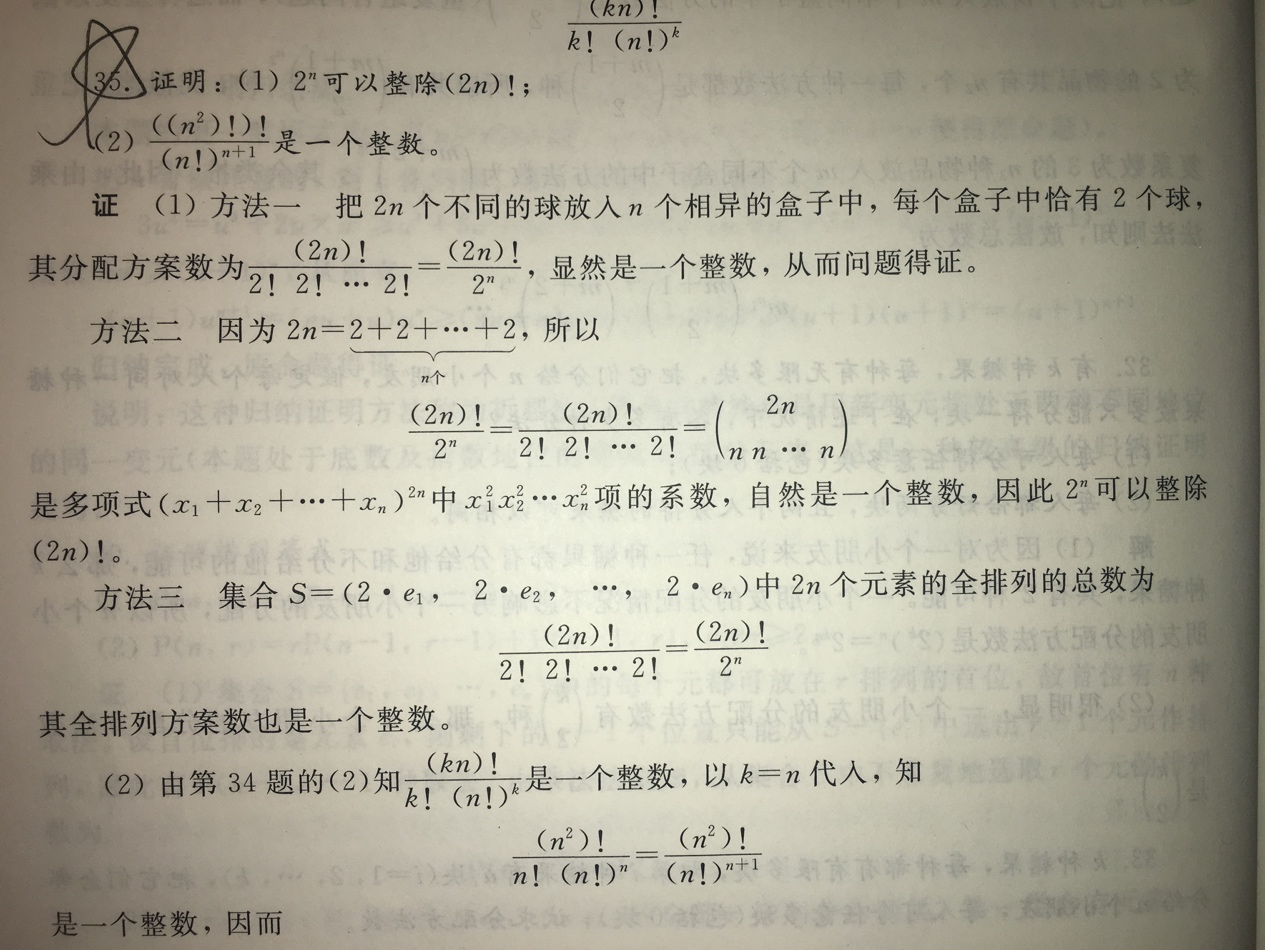 (kn)! / k! (n!)^k
35. 证明：(1) 2^n 可以整除(2n)!；
(2) ((n^2)!)! / (n!)^{n+1} 是一个整数。
证 (1) 方法一 把 2n 个不同的球放入 n 个相异的盒子中，每个盒子中恰有 2 个球，
其分配方案数为 (2n)! / 2! 2! … 2! = (2n)! / 2^n，显然是一个整数，从而问题得证。
方法二 因为 2n=2+2+…+2，所以
n个
(2n)! / 2^n = (2n)! / 2! 2! … 2! = (2n / n n … n)
是多项式(x_1+x_2+…+x_n)^{2n}中 x_1^2x_2^2…x_n^2项的系数，自然是一个整数，因此 2^n 可以整除
(2n)!。
方法三 集合 S=(2·e_1， 2·e_2， …， 2·e_n)中 2n 个元素的全排列的总数为
(2n)! / 2! 2! … 2! = (2n)! / 2^n
其全排列方案数也是一个整数。
(2) 由第 34 题的(2)知 (kn)! / k! (n!)^k 是一个整数，以 k=n 代入，知
(n^2)! / n! (n!)^n = (n^2)! / (n!)^{n+1}
是一个整数，因而